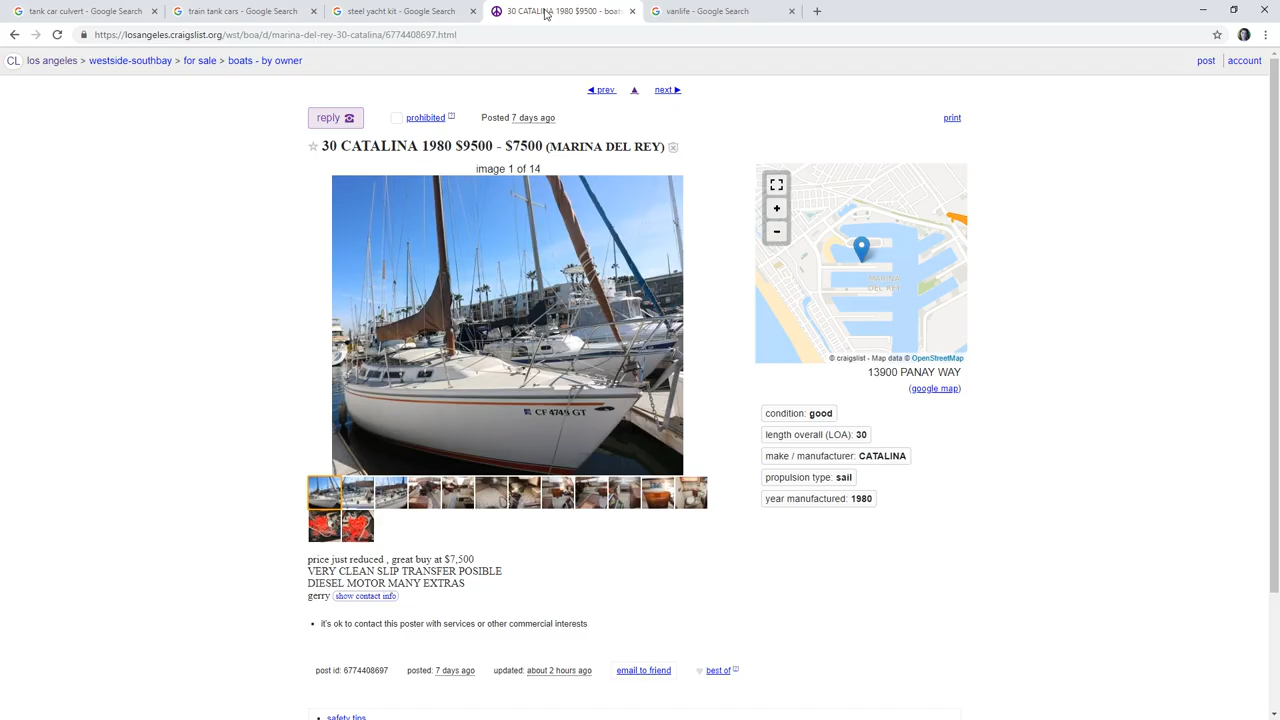 tank car culvert - Google Search
train tank cars - Google Search
steel yacht kit - Google Search
30 CATALINA 1980 $9500 - boats
vanlife - Google Search
https://losangeles.craigslist.org/wst/boa/d/marina-del-rey-30-catalina/6774408697.html
CL los angeles > westside-southbay > for sale > boats - by owner
post account
◀ prev ▲ next ▶
reply ☎ prohibited [?] Posted 7 days ago print
☆ 30 CATALINA 1980 $9500 - $7500 (MARINA DEL REY)
image 1 of 14
CF 4749 GT
+
-
MARINA
DEL REY
© craigslist - Map data © OpenStreetMap
13900 PANAY WAY
(google map)
condition: good
length overall (LOA): 30
make / manufacturer: CATALINA
propulsion type: sail
year manufactured: 1980
price just reduced , great buy at $7,500
VERY CLEAN SLIP TRANSFER POSIBLE
DIESEL MOTOR MANY EXTRAS
gerry show contact info
• it's ok to contact this poster with services or other commercial interests
post id: 6774408697 posted: 7 days ago updated: about 2 hours ago email to friend ♥ best of [?]
• safety tips